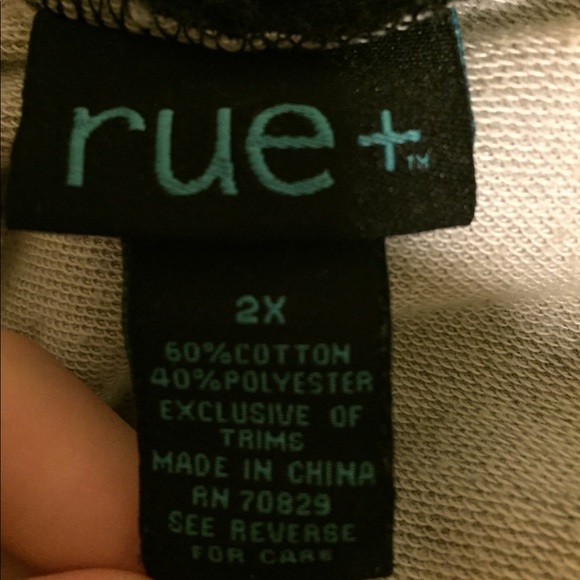 rue+™
2X
60%COTTON
40%POLYESTER
EXCLUSIVE OF
TRIMS
MADE IN CHINA
RN 70829
SEE REVERSE
FOR CARE